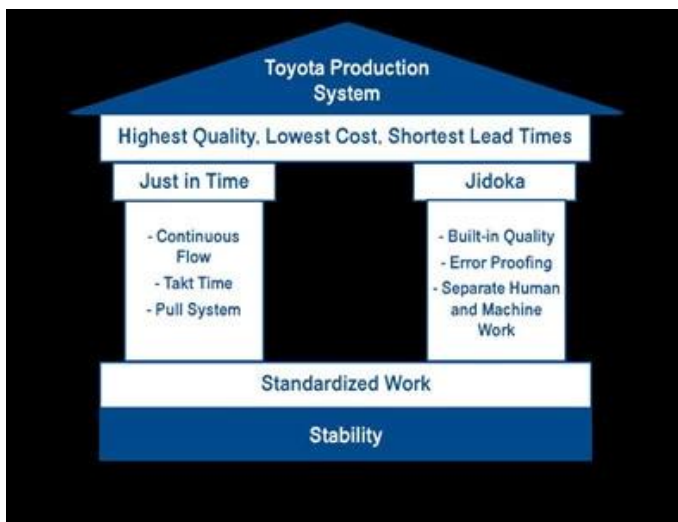 Toyota Production
System
Highest Quality, Lowest Cost, Shortest Lead Times
Just in Time
- Continuous
Flow
- Takt Time
- Pull System
Jidoka
- Built-in Quality
- Error Proofing
- Separate Human
and Machine
Work
Standardized Work
Stability